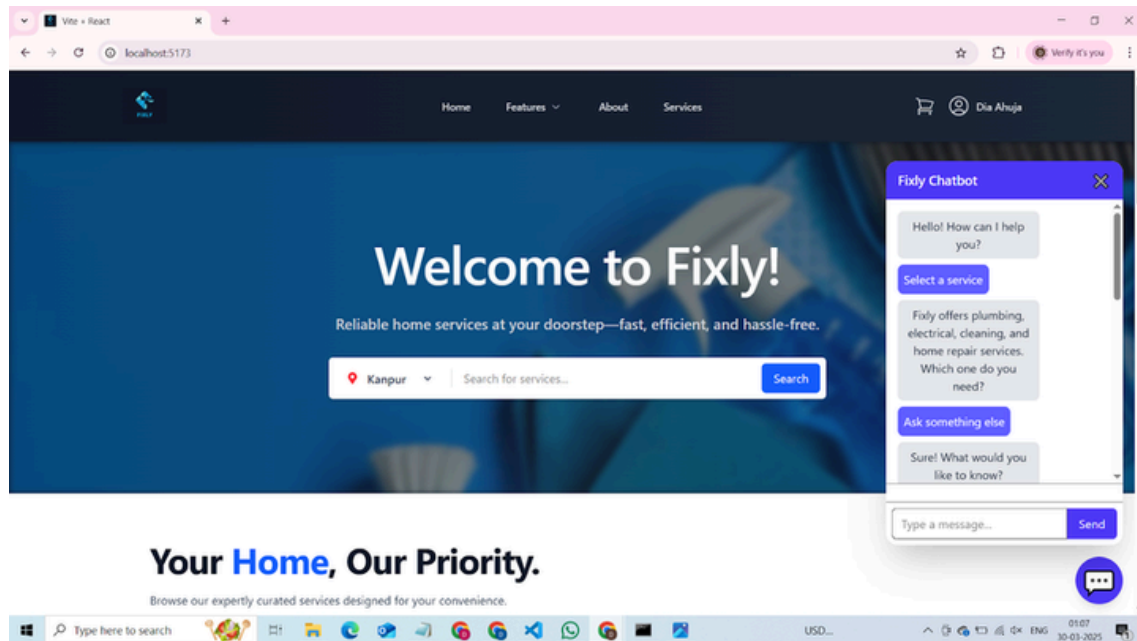 Vite + React
localhost:5173
Verify it's you
FIXLY
Home Features About Services
Dia Ahuja
Welcome to Fixly!
Reliable home services at your doorstep—fast, efficient, and hassle-free.
Kanpur Search for services... Search
Fixly Chatbot
Hello! How can I help
you?
Select a service
Fixly offers plumbing,
electrical, cleaning, and
home repair services.
Which one do you
need?
Ask something else
Sure! What would you
like to know?
Type a message... Send
Your Home, Our Priority.
Browse our expertly curated services designed for your convenience.
Type here to search
USD...
ENG
01:07
30-03-2025